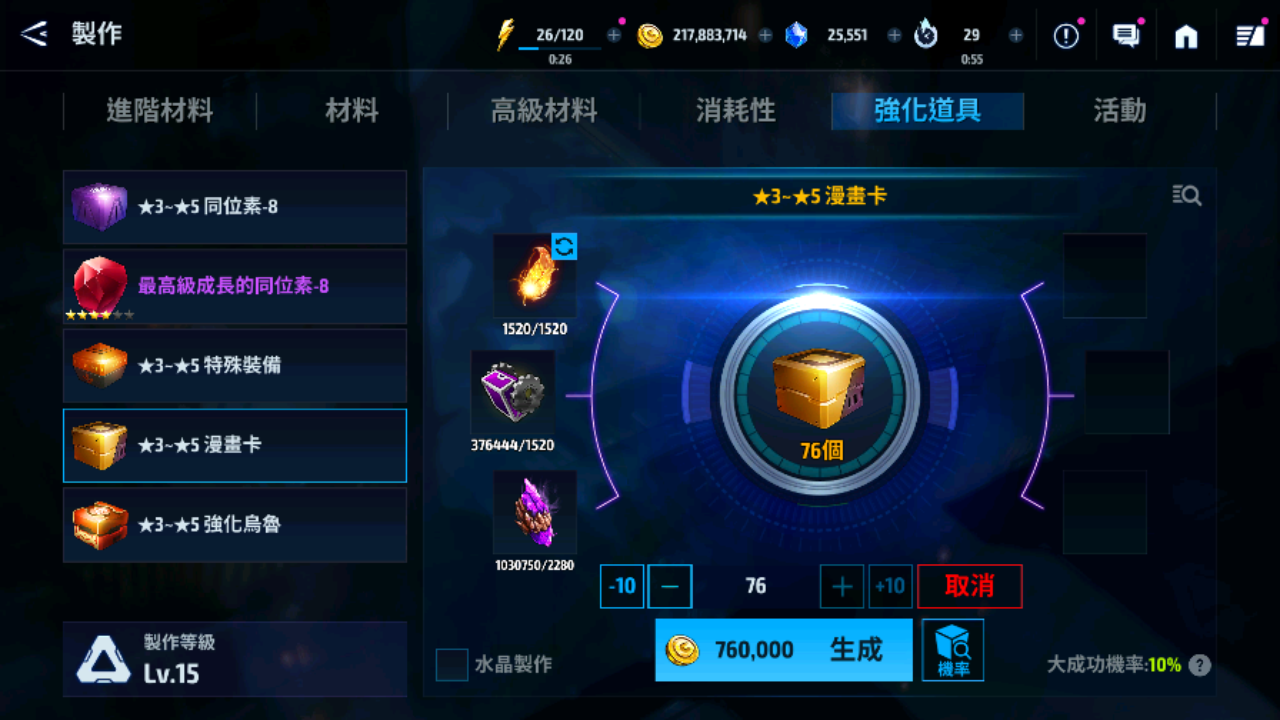 製作
26/120
0:26
217,883,714
25,551
29
0:55
進階材料
材料
高級材料
消耗性
強化道具
活動
★3~★5 同位素-8
最高級成長的同位素-8
★3~★5 特殊裝備
★3~★5 漫畫卡
★3~★5 強化烏魯
製作等級
Lv.15
★3~★5 漫畫卡
1520/1520
376444/1520
1030750/2280
76個
-10
76
+10
取消
水晶製作
760,000 生成
機率
大成功機率:10%